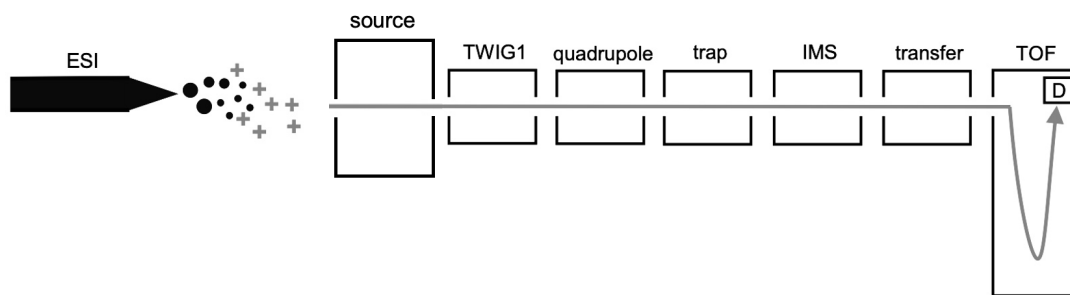 ESI
source
TWIG1
quadrupole
trap
IMS
transfer
TOF
D